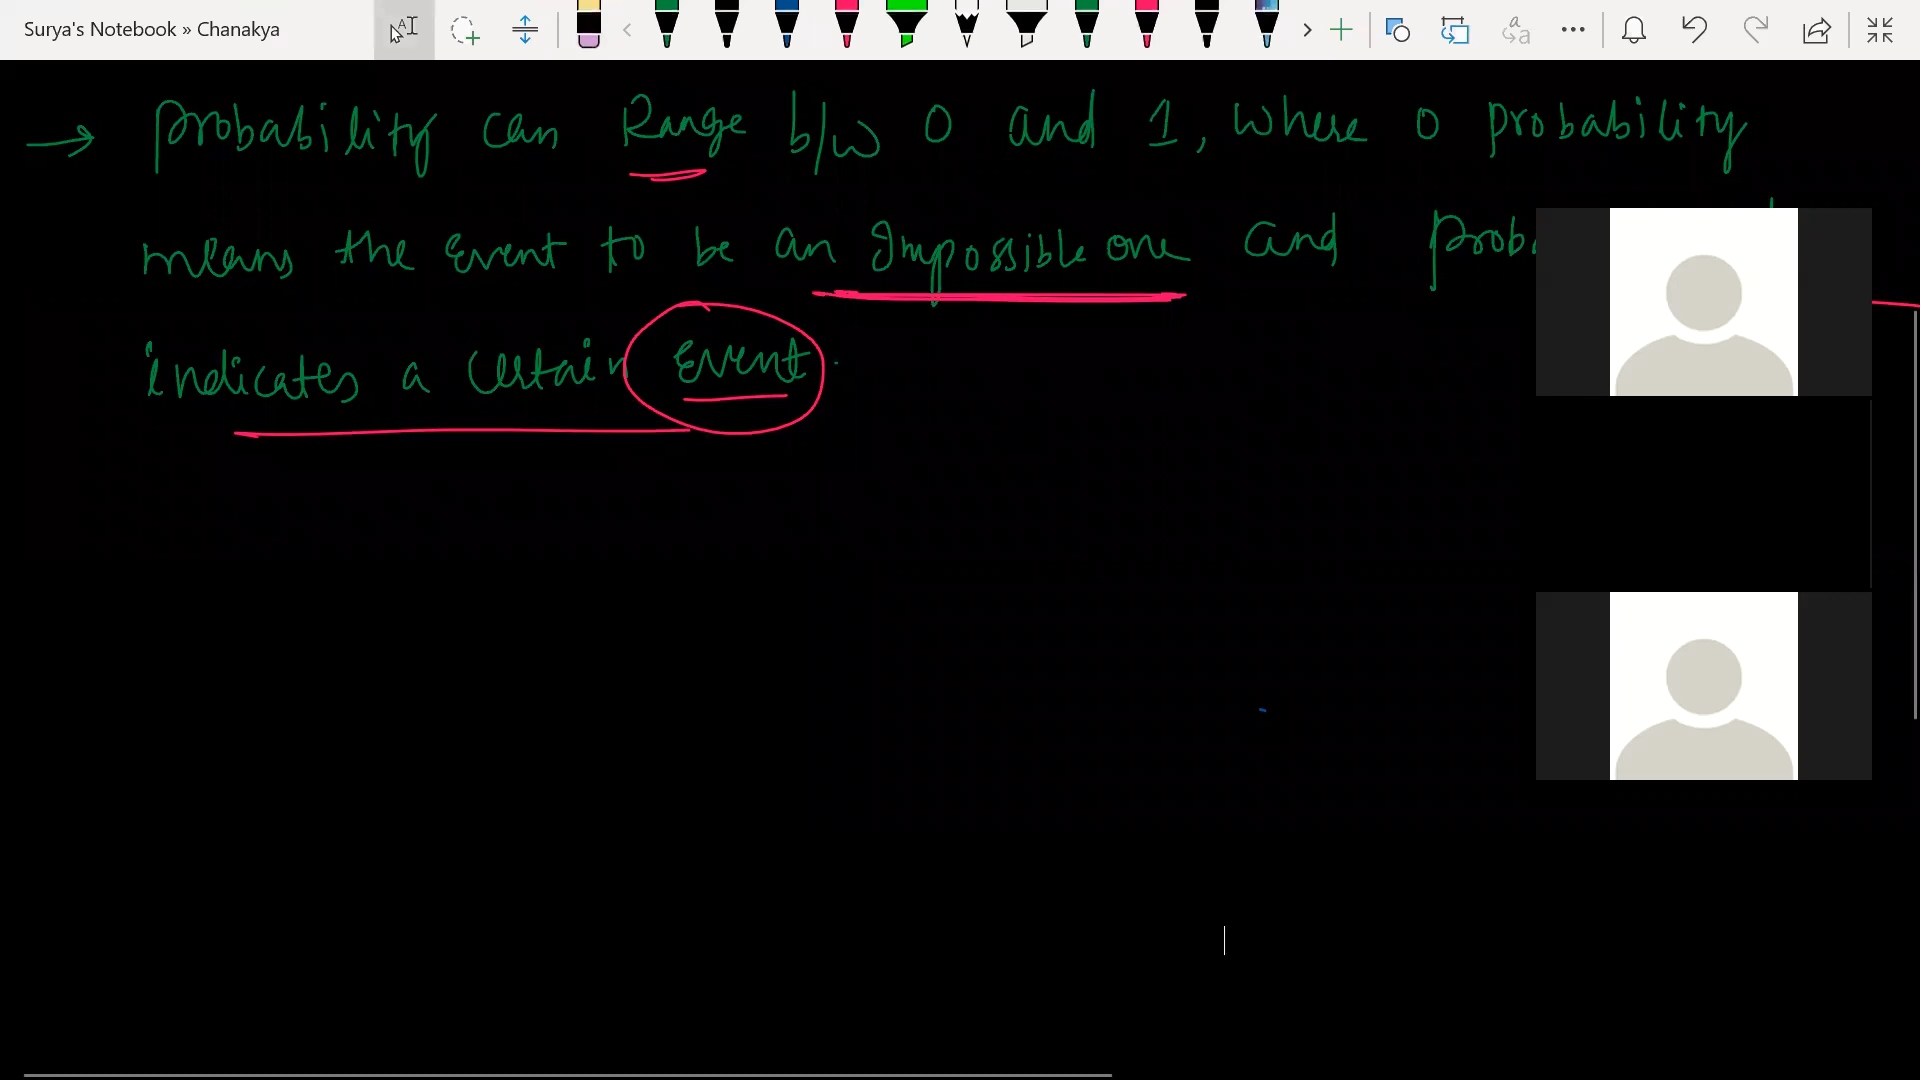 Surya's Notebook » Chanakya
→ Probability can Range b/w 0 and 1, where 0 probability
means the Event to be an Impossible one and
indicates a certain Event.